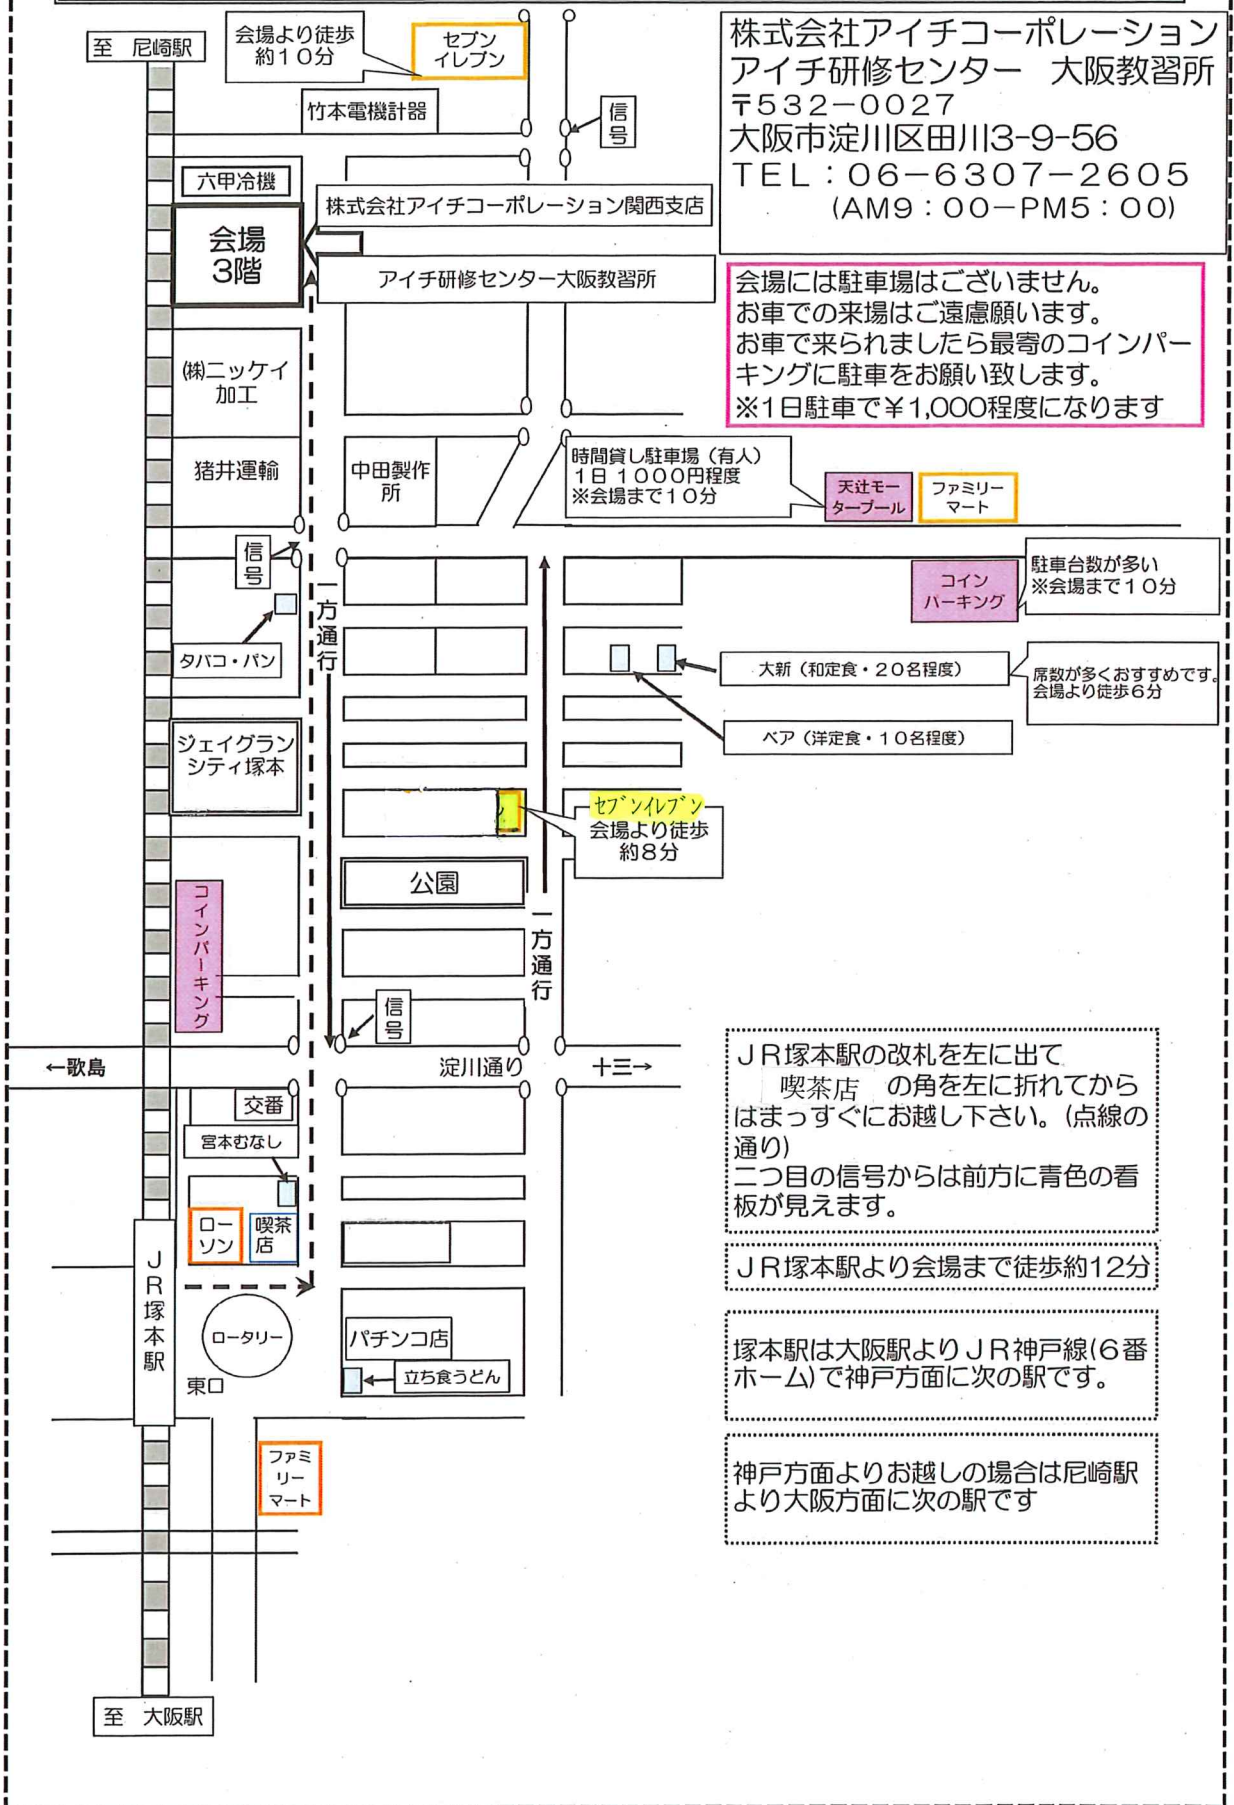 至 尼崎駅
会場より徒歩
約10分
セブン
イレブン
竹本電機計器
信号
六甲冷機
株式会社アイチコーポレーション
アイチ研修センター 大阪教習所
〒532-0027
大阪市淀川区田川3-9-56
TEL:06-6307-2605
(AM9:00-PM5:00)
株式会社アイチコーポレーション関西支店
会場
3階
アイチ研修センター大阪教習所
会場には駐車場はございません。
お車での来場はご遠慮願います。
お車で来られましたら最寄のコインパー
キングに駐車をお願い致します。
※1日駐車で¥1,000程度になります
㈱ニッケイ
加工
猪井運輸
中田製作
所
時間貸し駐車場(有人)
1日1000円程度
※会場まで10分
天辻モー
タープール
ファミリー
マート
信号
一方通行
コイン
パーキング
駐車台数が多い
※会場まで10分
タバコ・パン
大新(和定食・20名程度)
席数が多くおすすめです。
会場より徒歩6分
ベア(洋定食・10名程度)
ジェイグラン
シティ塚本
セブンイレブン
会場より徒歩
約8分
公園
コインパーキング
一方通行
信号
←歌島
淀川通り
十三→
交番
宮本むなし
ロー
ソン
喫茶
店
JR塚本駅
ロータリー
東口
パチンコ店
立ち食うどん
ファミ
リー
マート
至 大阪駅
JR塚本駅の改札を左に出て
喫茶店 の角を左に折れてから
はまっすぐにお越し下さい。(点線の
通り)
二つ目の信号からは前方に青色の看
板が見えます。
JR塚本駅より会場まで徒歩約12分
塚本駅は大阪駅よりJR神戸線(6番
ホーム)で神戸方面に次の駅です。
神戸方面よりお越しの場合は尼崎駅
より大阪方面に次の駅です